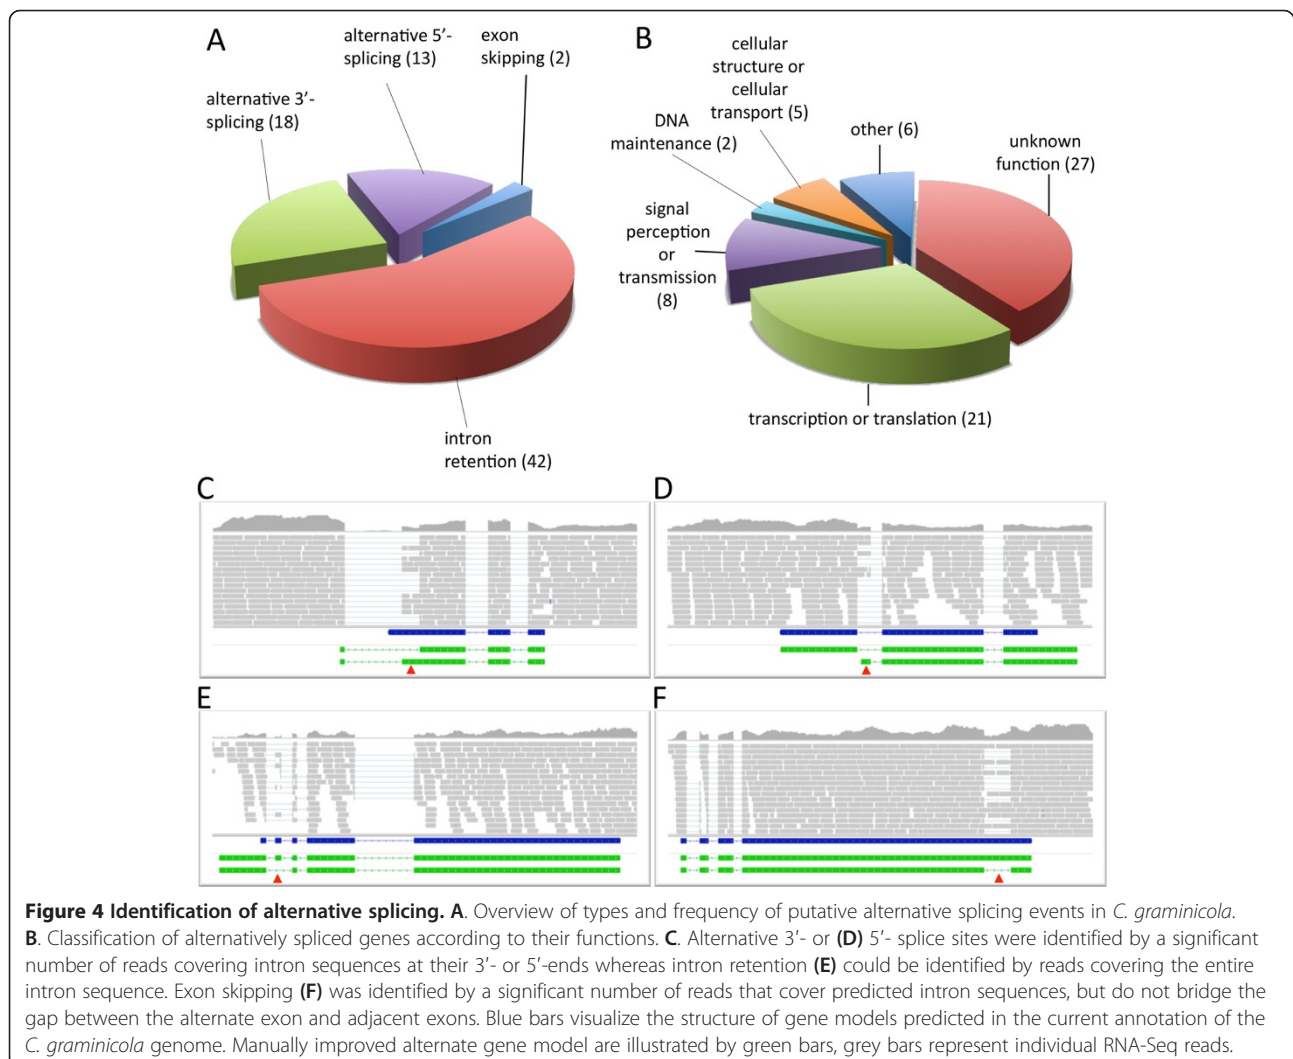 A
alternative 5'-
splicing (13)
exon
skipping (2)
alternative 3'-
splicing (18)
intron
retention (42)
B
cellular
structure or
cellular
transport (5)
DNA
maintenance (2)
other (6)
unknown
function (27)
signal
perception
or
transmission
(8)
transcription or translation (21)
C
D
E
F
Figure 4 Identification of alternative splicing. A. Overview of types and frequency of putative alternative splicing events in C. graminicola.
B. Classification of alternatively spliced genes according to their functions. C. Alternative 3'- or (D) 5'- splice sites were identified by a significant
number of reads covering intron sequences at their 3'- or 5'-ends whereas intron retention (E) could be identified by reads covering the entire
intron sequence. Exon skipping (F) was identified by a significant number of reads that cover predicted intron sequences, but do not bridge the
gap between the alternate exon and adjacent exons. Blue bars visualize the structure of gene models predicted in the current annotation of the
C. graminicola genome. Manually improved alternate gene model are illustrated by green bars, grey bars represent individual RNA-Seq reads.